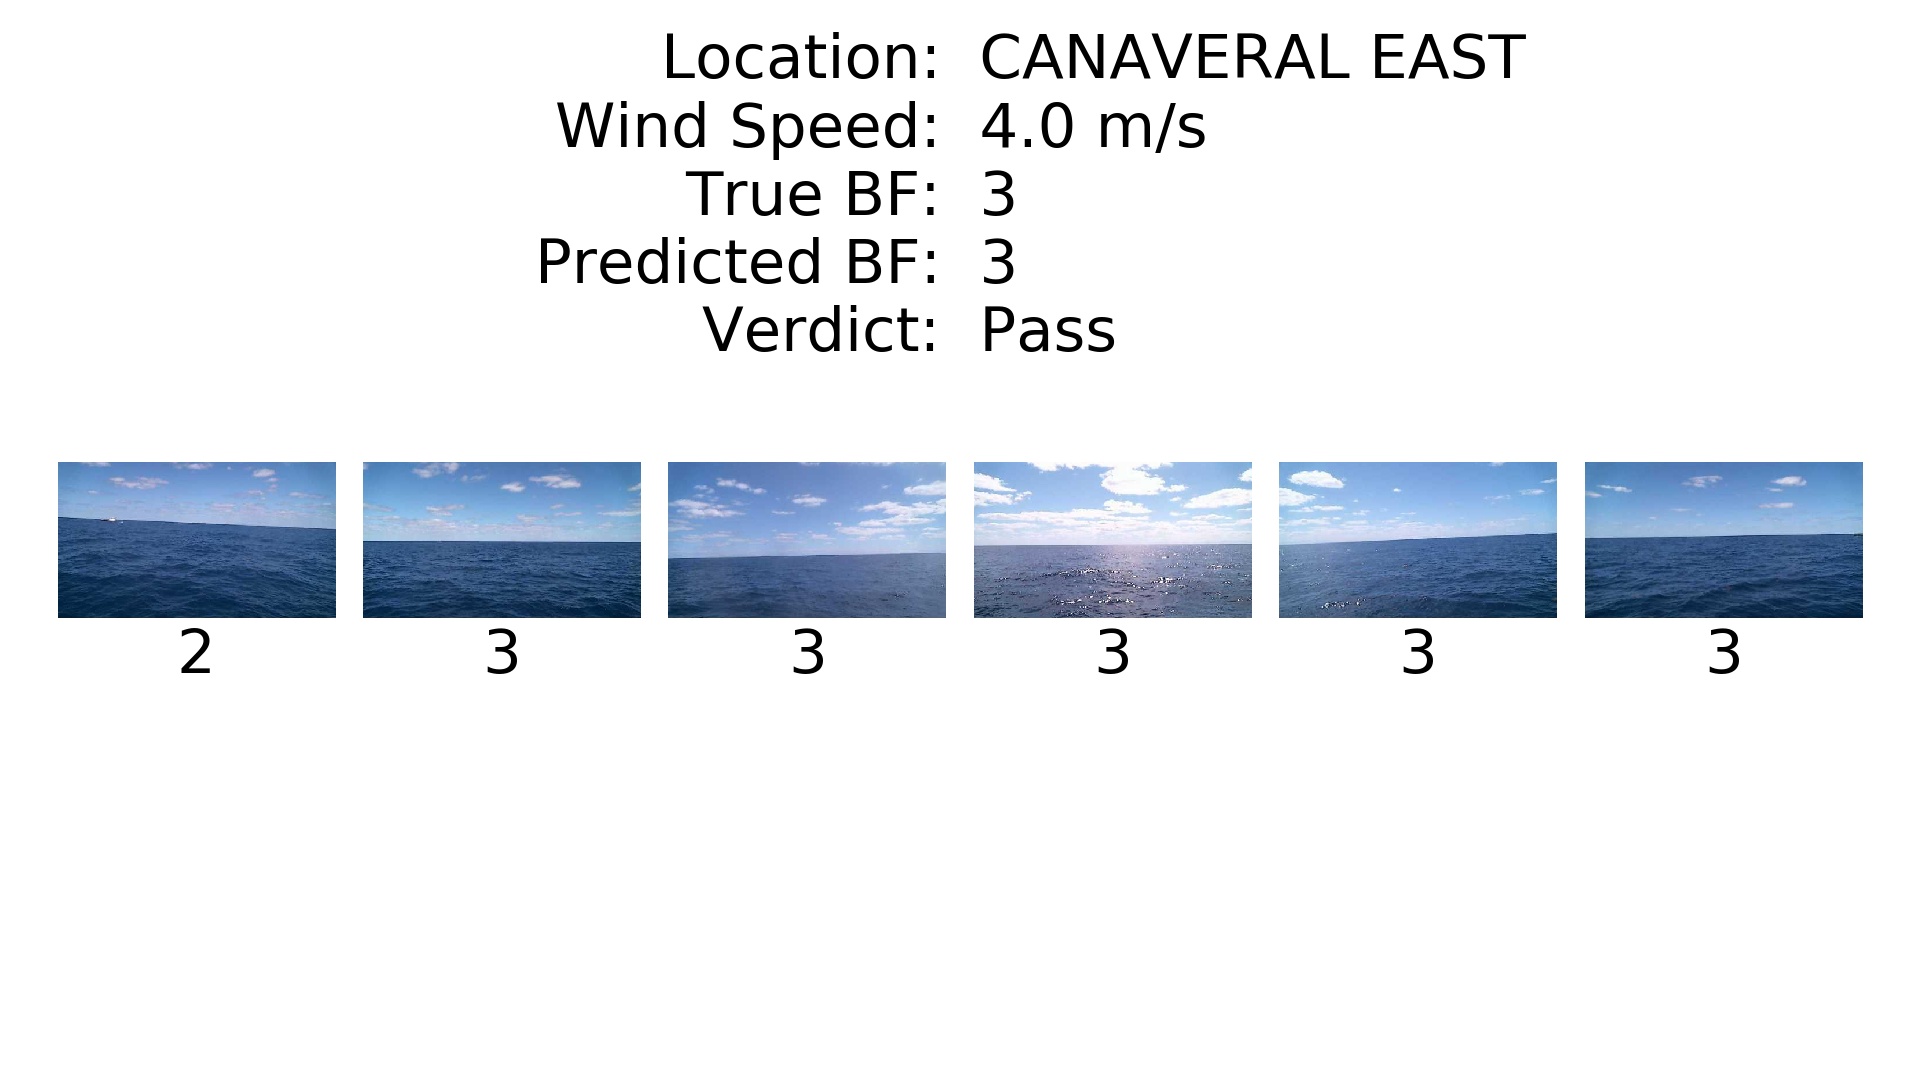 Location: CANAVERAL EAST
Wind Speed: 4.0 m/s
True BF: 3
Predicted BF: 3
Verdict: Pass
2 3 3 3 3 3